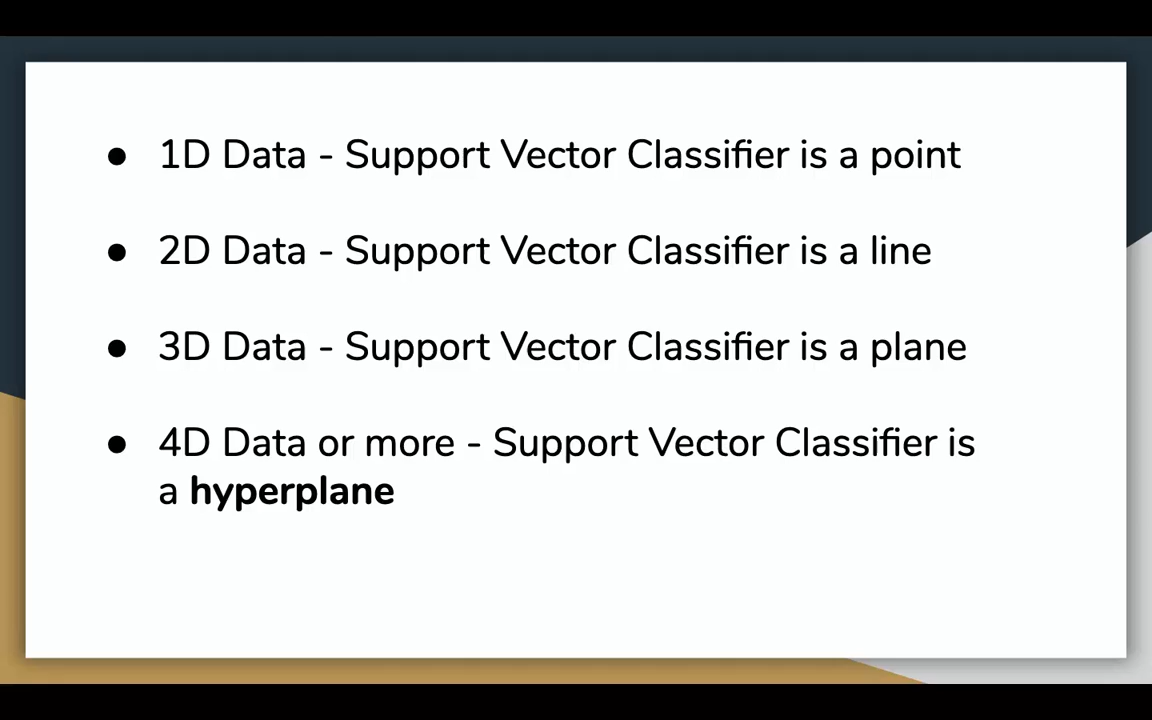 ● 1D Data - Support Vector Classifier is a point
● 2D Data - Support Vector Classifier is a line
● 3D Data - Support Vector Classifier is a plane
● 4D Data or more - Support Vector Classifier is
a hyperplane